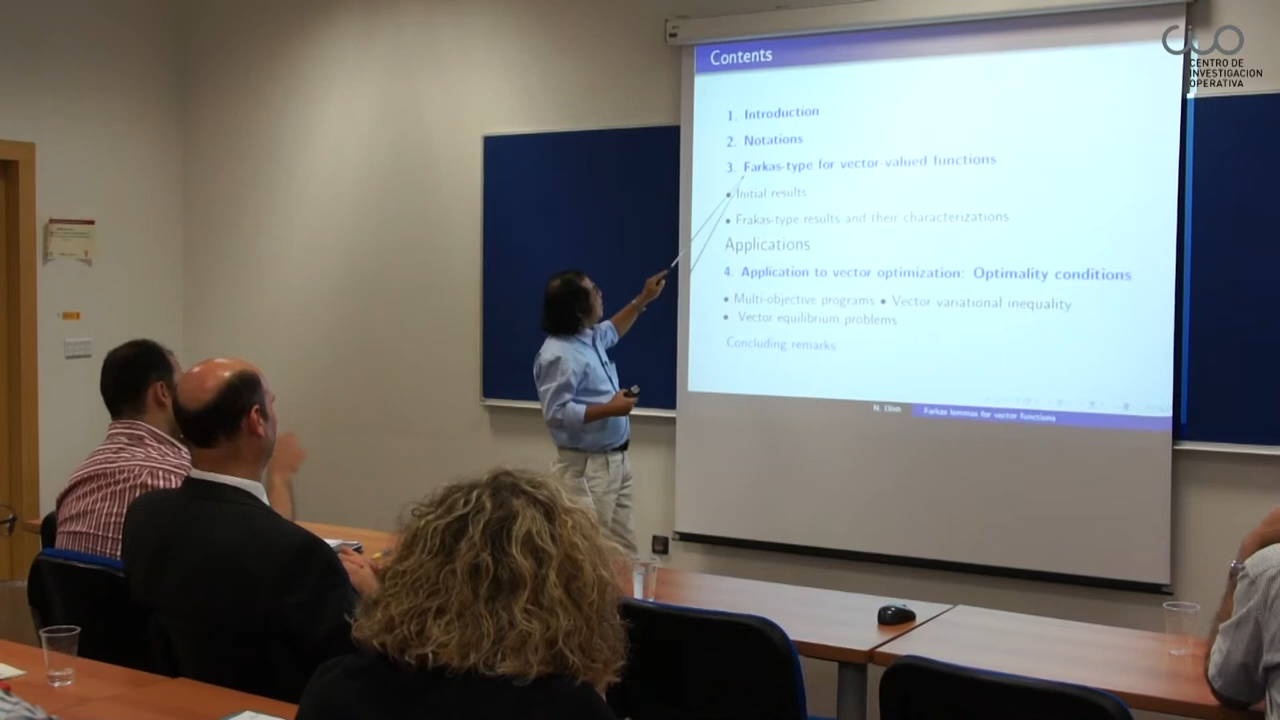 Contents
CIO
CENTRO DE
INVESTIGACION
OPERATIVA
1. Introduction
2. Notations
3. Farkas-type for vector-valued functions
• Initial results
• Frakas-type results and their characterizations
Applications
4. Application to vector optimization: Optimality conditions
• Multi-objective programs • Vector variational inequality
• Vector equilibrium problems
Concluding remarks
N. Dinh Farkas lemmas for vector functions